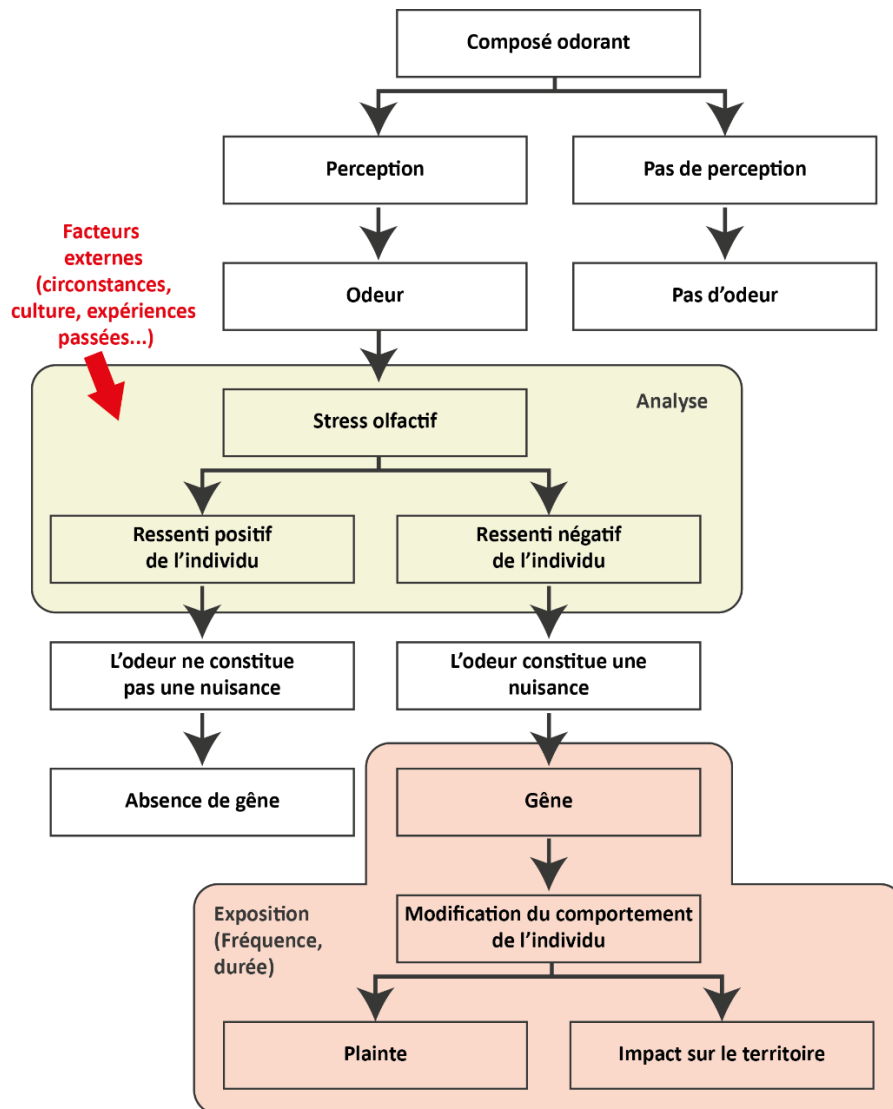 Composé odorant
Perception
Pas de perception
Facteurs
externes
(circonstances,
culture, expériences
passées...)
Odeur
Pas d'odeur
Analyse
Stress olfactif
Ressenti positif
de l'individu
Ressenti négatif
de l'individu
L'odeur ne constitue
pas une nuisance
L'odeur constitue une
nuisance
Absence de gêne
Gêne
Exposition
(Fréquence,
durée)
Modification du comportement
de l'individu
Plainte
Impact sur le territoire